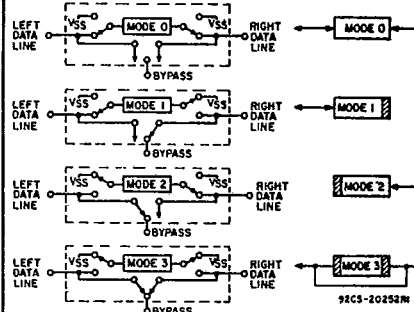 LEFT DATA LINE
VSS MODE 0 VSS
BYPASS
RIGHT DATA LINE
MODE 0
LEFT DATA LINE
VSS MODE 1 VSS
BYPASS
RIGHT DATA LINE
MODE 1
LEFT DATA LINE
VSS MODE 2 VSS
BYPASS
RIGHT DATA LINE
MODE 2
LEFT DATA LINE
VSS MODE 3 VSS
BYPASS
RIGHT DATA LINE
MODE 3